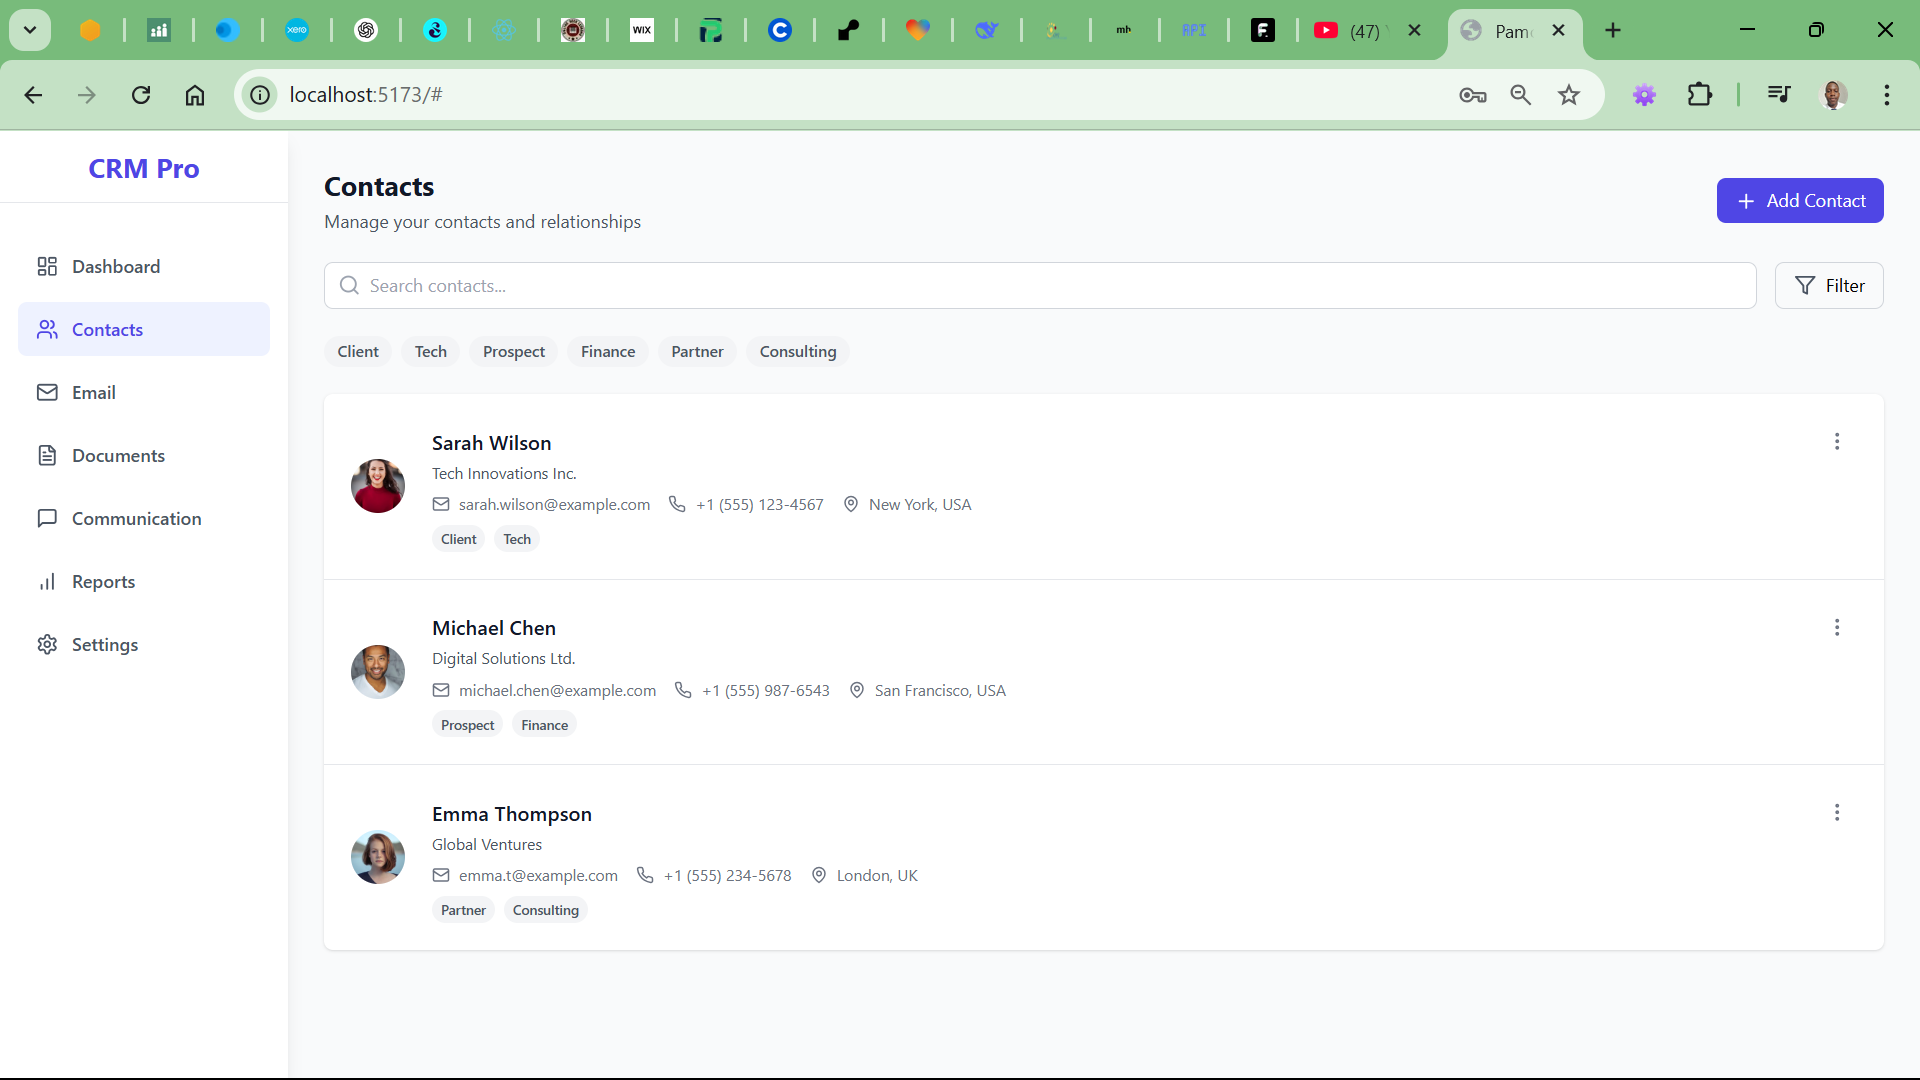 xero
WIX
mh
API
(47)
Pam
localhost:5173/#
CRM Pro
Dashboard
Contacts
Email
Documents
Communication
Reports
Settings
Contacts
Manage your contacts and relationships
Add Contact
Search contacts...
Filter
Client Tech Prospect Finance Partner Consulting
Sarah Wilson
Tech Innovations Inc.
sarah.wilson@example.com +1 (555) 123-4567 New York, USA
Client Tech
Michael Chen
Digital Solutions Ltd.
michael.chen@example.com +1 (555) 987-6543 San Francisco, USA
Prospect Finance
Emma Thompson
Global Ventures
emma.t@example.com +1 (555) 234-5678 London, UK
Partner Consulting